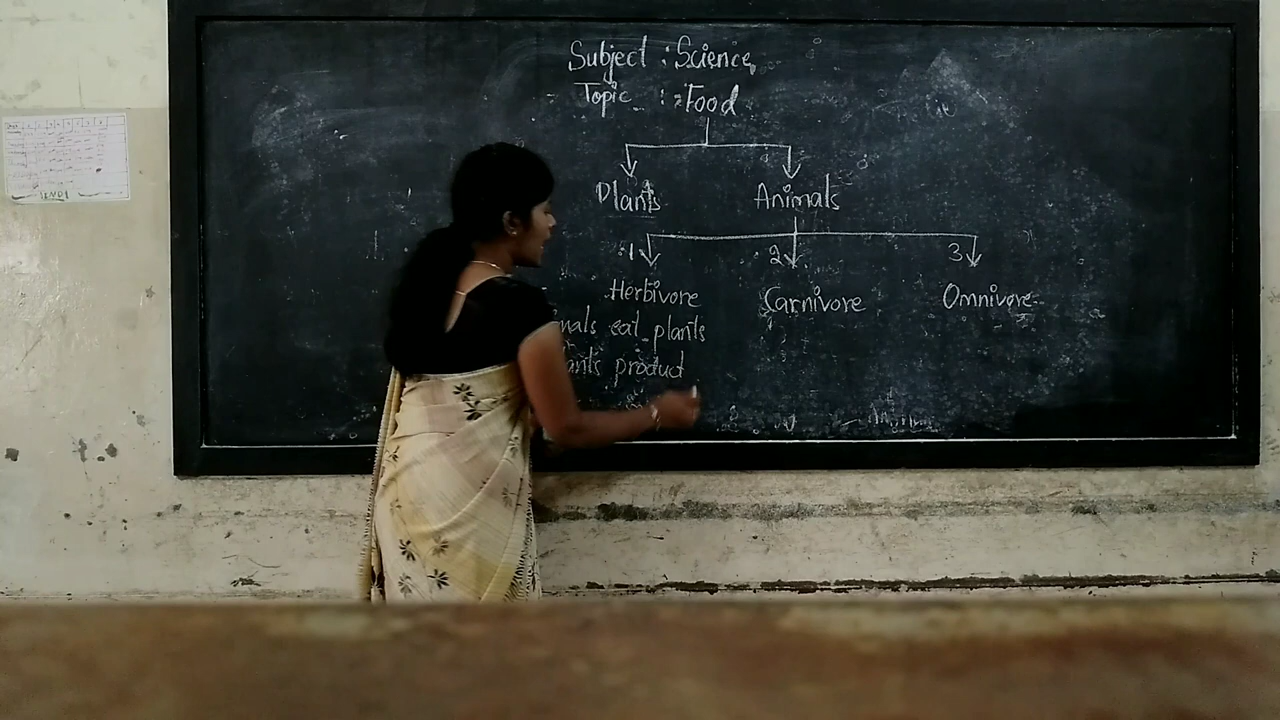 Subject : Science
Topic : Food
Plants Animals
1 2 3
Herbivore Carnivore Omnivore
eat plants
product